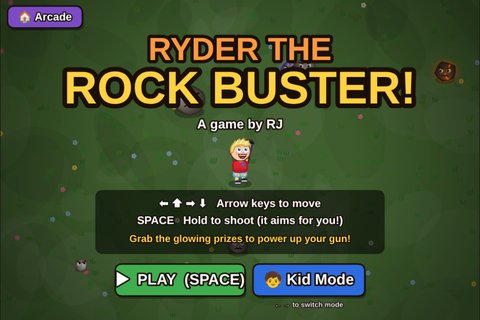 Arcade
RYDER THE
ROCK BUSTER!
A game by RJ
← ↑ → ↓ Arrow keys to move
SPACE Hold to shoot (it aims for you!)
Grab the glowing prizes to power up your gun!
▶ PLAY (SPACE)
Kid Mode
← → to switch mode